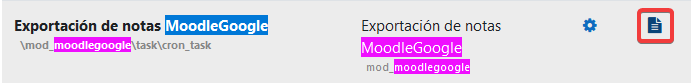 Exportación de notas MoodleGoogle
\mod_moodlegoogle\task\cron_task
Exportación de notas
MoodleGoogle
mod_moodlegoogle